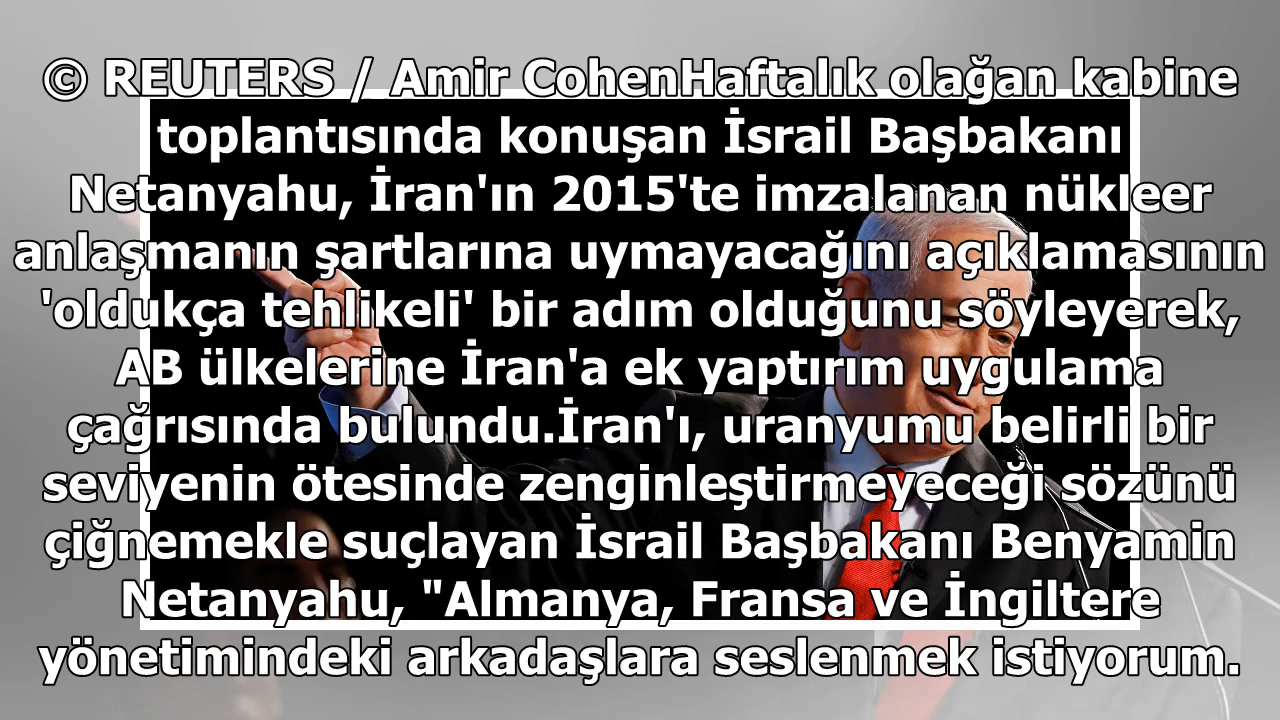 © REUTERS / Amir CohenHaftalık olağan kabine
toplantısında konuşan İsrail Başbakanı
Netanyahu, İran'ın 2015'te imzalanan nükleer
anlaşmanın şartlarına uymayacağını açıklamasının
'oldukça tehlikeli' bir adım olduğunu söyleyerek,
AB ülkelerine İran'a ek yaptırım uygulama
çağrısında bulundu.İran'ı, uranyumu belirli bir
seviyenin ötesinde zenginleştirmeyeceği sözünü
çiğnemekle suçlayan İsrail Başbakanı Benyamin
Netanyahu, "Almanya, Fransa ve İngiltere
yönetimindeki arkadaşlara seslenmek istiyorum.